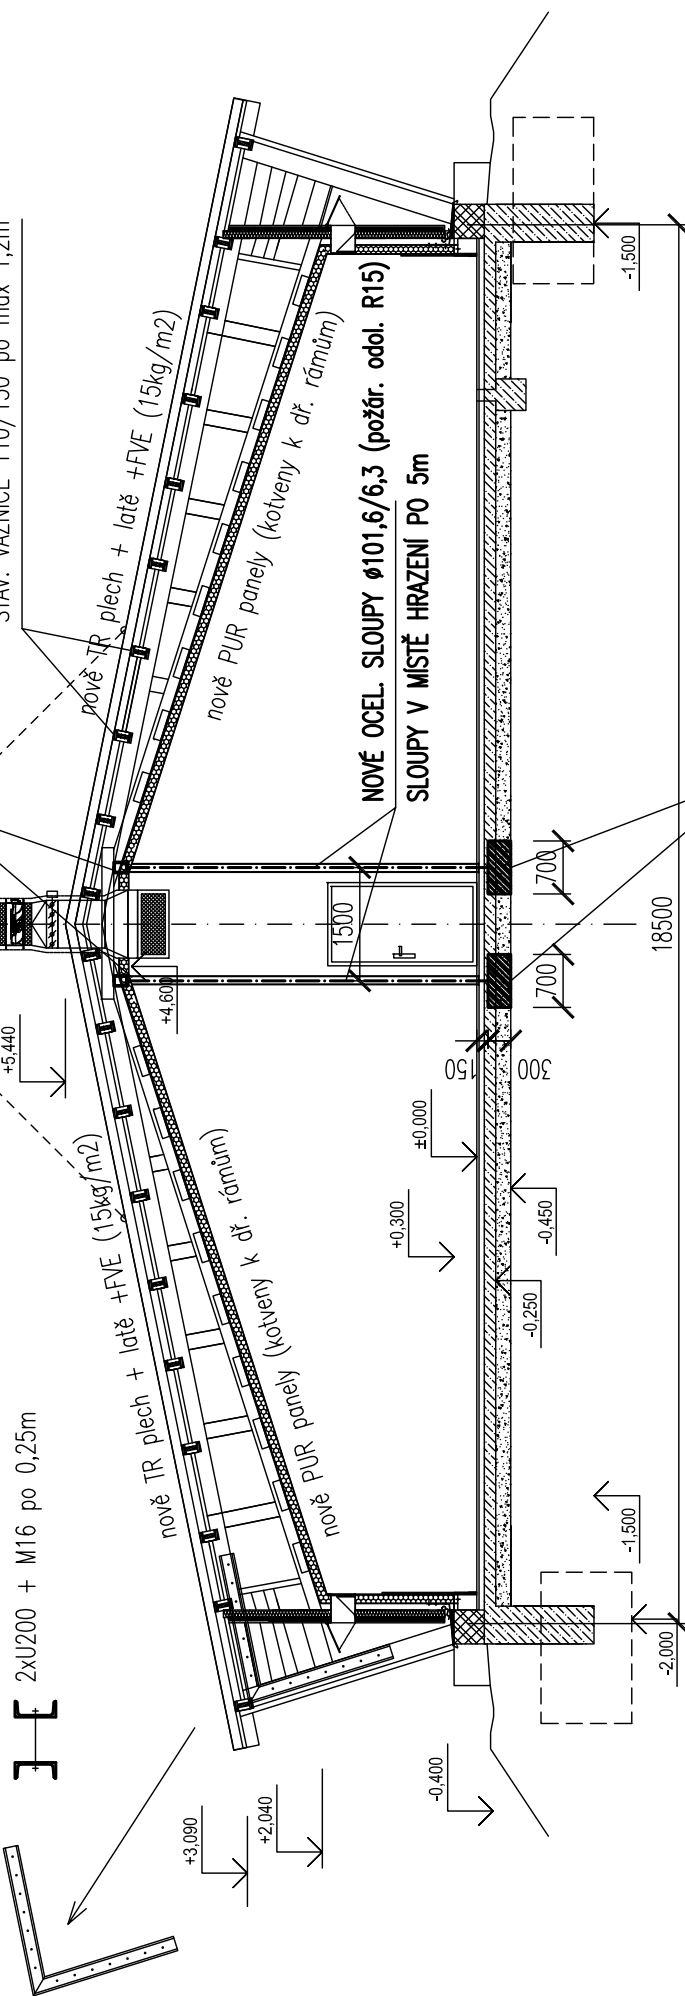 2xU200 + M16 po 0,25m
STÁV. VAZNICE 110/150 po max 1,2m
+5,440
nově TR plech + latě +FVE (15kg/m2)
nově TR plech + latě +FVE (15kg/m2)
nově PUR panely (kotveny k dř. rámům)
nově PUR panely (kotveny k dř. rámům)
+4,600
+3,090
+2,040
-0,400
NOVÉ OCEL. SLOUPY ø101,6/6,3 (požár. odol. R15)
SLOUPY V MÍSTĚ HRAZENÍ PO 5m
1500
±0,000
+0,300
150
300
700
700
-0,450
-0,250
-1,500
-1,500
-2,000
18500